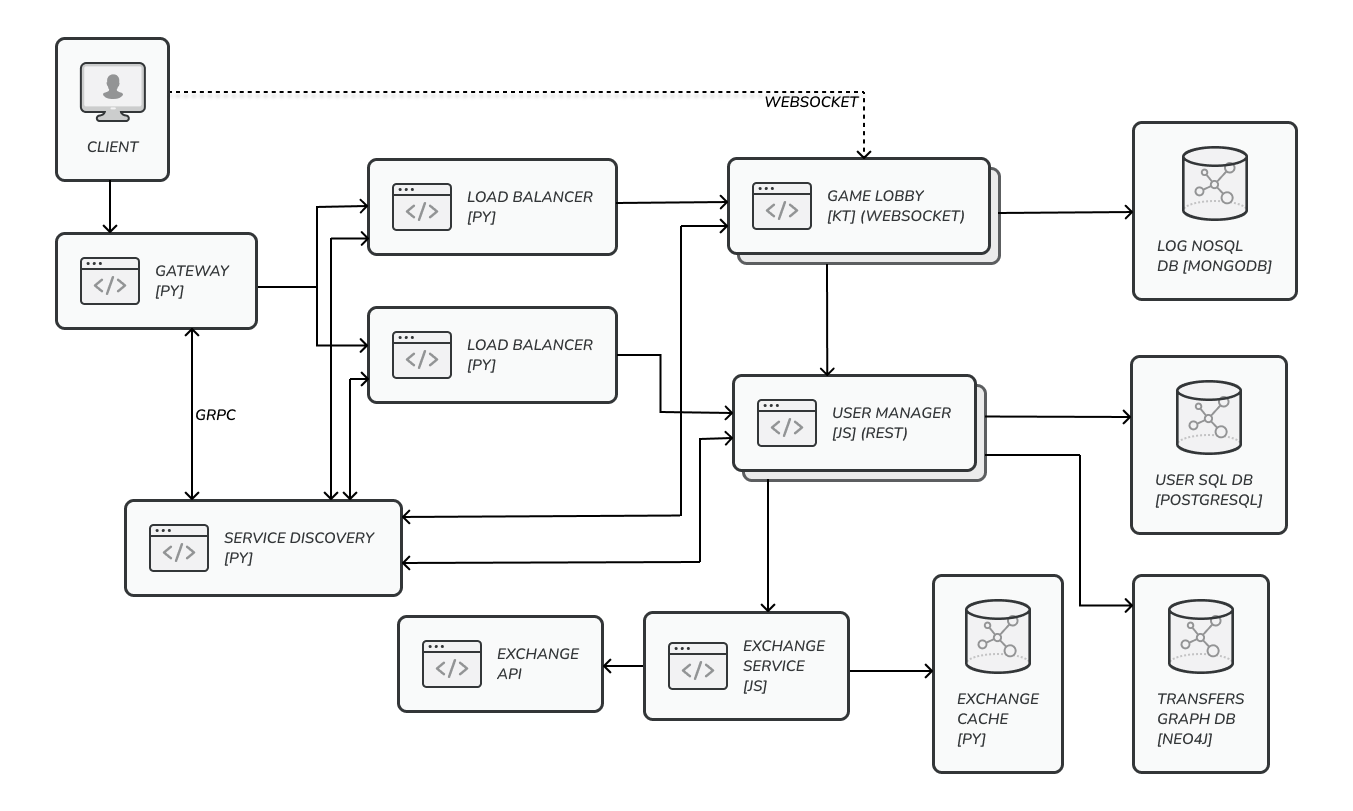 CLIENT
WEBSOCKET
GATEWAY
[PY]
LOAD BALANCER
[PY]
LOAD BALANCER
[PY]
GAME LOBBY
[KT] (WEBSOCKET)
LOG NOSQL
DB [MONGODB]
GRPC
USER MANAGER
[JS] (REST)
USER SQL DB
[POSTGRESQL]
SERVICE DISCOVERY
[PY]
EXCHANGE
API
EXCHANGE
SERVICE
[JS]
EXCHANGE
CACHE
[PY]
TRANSFERS
GRAPH DB
[NEO4J]